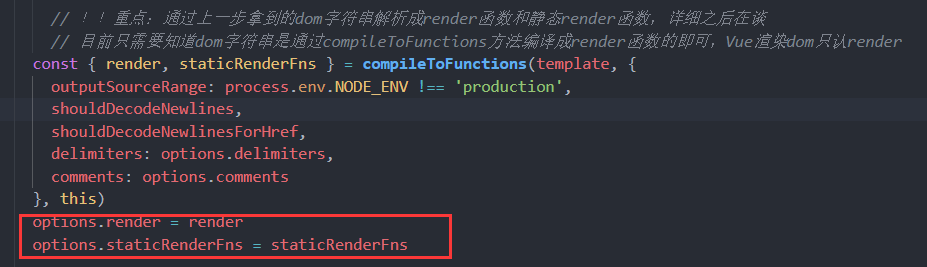 // ！！重点：通过上一步拿到的dom字符串解析成render函数和静态render函数，详细之后在谈
// 目前只需要知道dom字符串是通过compileToFunctions方法编译成render函数的即可，Vue渲染dom只认render
const { render, staticRenderFns } = compileToFunctions(template, {
outputSourceRange: process.env.NODE_ENV !== 'production',
shouldDecodeNewlines,
shouldDecodeNewlinesForHref,
delimiters: options.delimiters,
comments: options.comments
}, this)
options.render = render
options.staticRenderFns = staticRenderFns